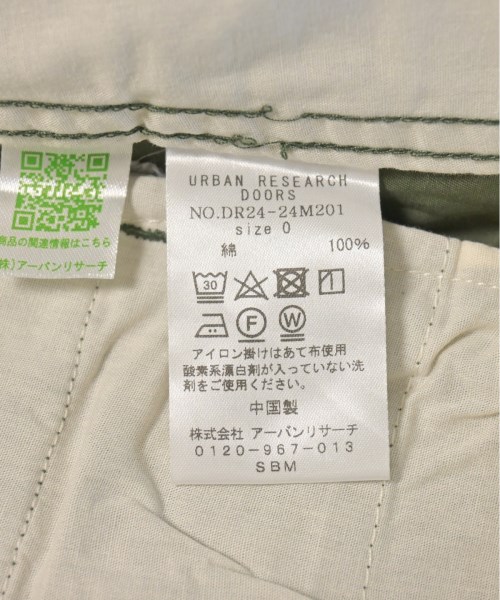 URBAN RESEARCH
DOORS
NO.DR24-24M201
size 0
綿 100%
30
F W
アイロン掛けはあて布使用
酸素系漂白剤が入っていない洗
剤をご使用ください。
中国製
株式会社 アーバンリサーチ
0120-967-013
SBM
商品の関連情報はこちら
株)アーバンリサーチ